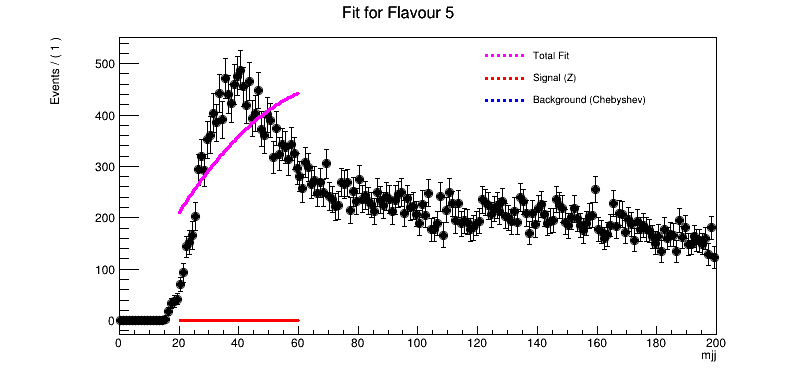 Fit for Flavour 5
Events / ( 1 )
500
400
300
200
100
0
Total Fit
Signal (Z)
Background (Chebyshev)
0 20 40 60 80 100 120 140 160 180 200
mjj